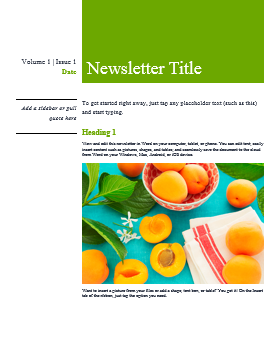 Volume 1 | Issue 1
Date
Newsletter Title
Add a sidebar or pull
quote here
To get started right away, just tap any placeholder text (such as this)
and start typing.
Heading 1
View and edit this newsletter in Word on your computer, tablet, or phone. You can edit text; easily
insert content such as pictures, shapes, and tables; and seamlessly save the document to the cloud
from Word on your Windows, Mac, Android, or iOS device.
Want to insert a picture from your files or add a shape, text box, or table? You got it! On the Insert
tab of the ribbon, just tap the option you need.